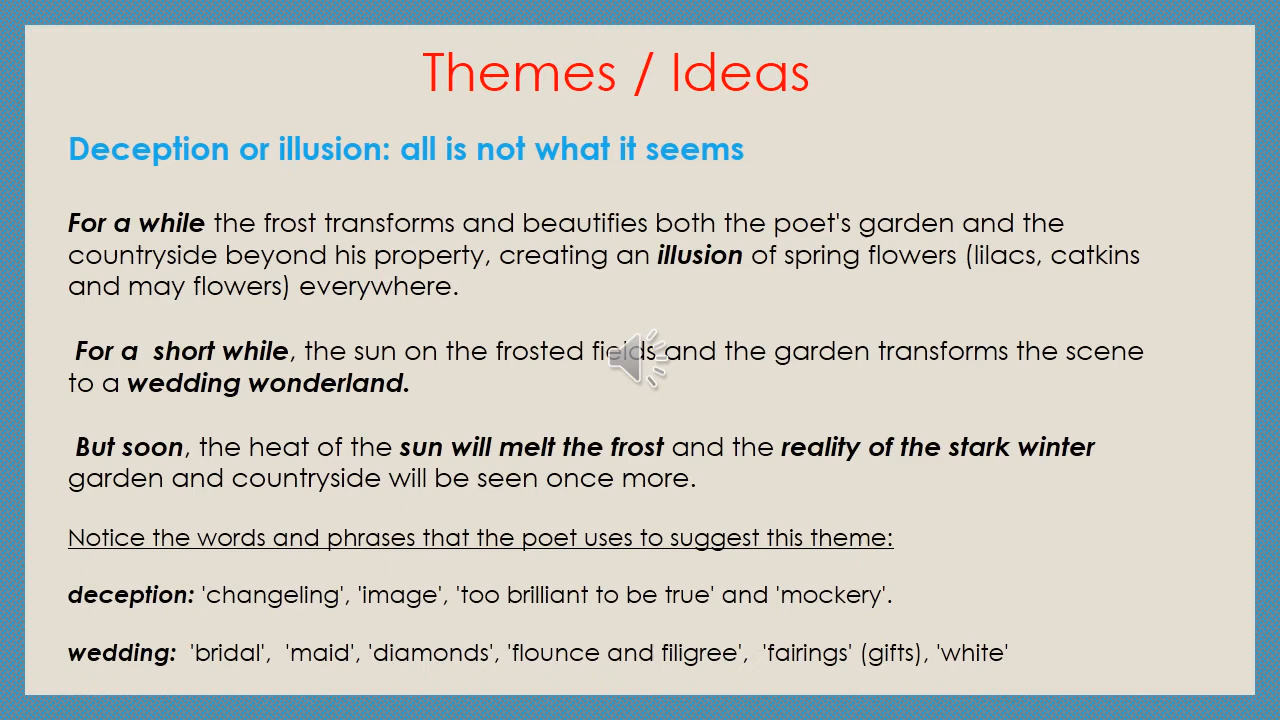 Themes / Ideas
Deception or illusion: all is not what it seems
For a while the frost transforms and beautifies both the poet's garden and the
countryside beyond his property, creating an illusion of spring flowers (lilacs, catkins
and may flowers) everywhere.
For a short while, the sun on the frosted fields and the garden transforms the scene
to a wedding wonderland.
But soon, the heat of the sun will melt the frost and the reality of the stark winter
garden and countryside will be seen once more.
Notice the words and phrases that the poet uses to suggest this theme:
deception: 'changeling', 'image', 'too brilliant to be true' and 'mockery'.
wedding: 'bridal', 'maid', 'diamonds', 'flounce and filigree', 'fairings' (gifts), 'white'